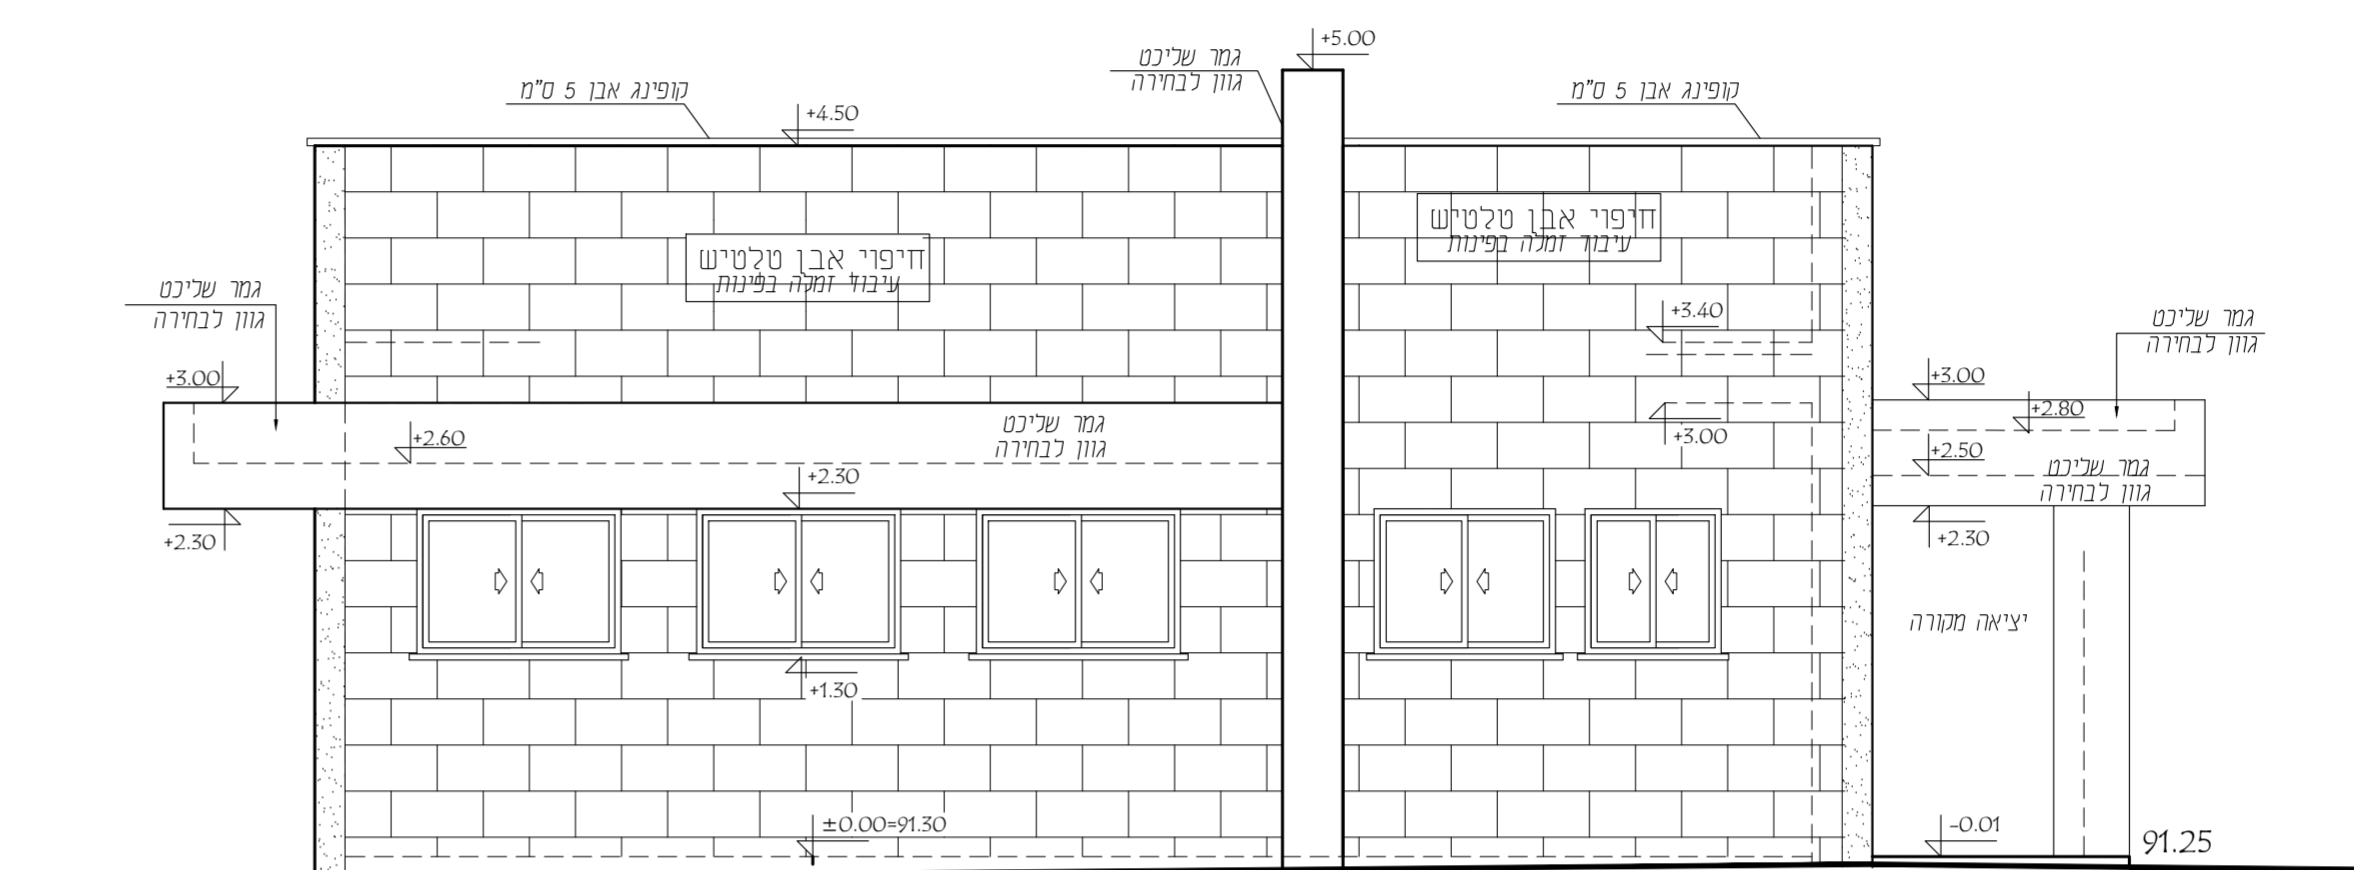 +5.00
גמר שליכט
גוון לבחירה
קופינג אבן 5 ס"מ
קופינג אבן 5 ס"מ
+4.50
חיפוי אבן טלטיש
עיבוד זמלה בפינות
חיפוי אבן טלטיש
עיבוד זמלה בפינות
גמר שליכט
גוון לבחירה
+3.40
גמר שליכט
גוון לבחירה
+3.00
+3.00
+2.80
גמר שליכט
גוון לבחירה
+2.60
+3.00
+2.50
גמר שליכט
גוון לבחירה
+2.30
+2.30
+2.30
יציאה מקורה
+1.30
±0.00=91.30
-0.01
91.25